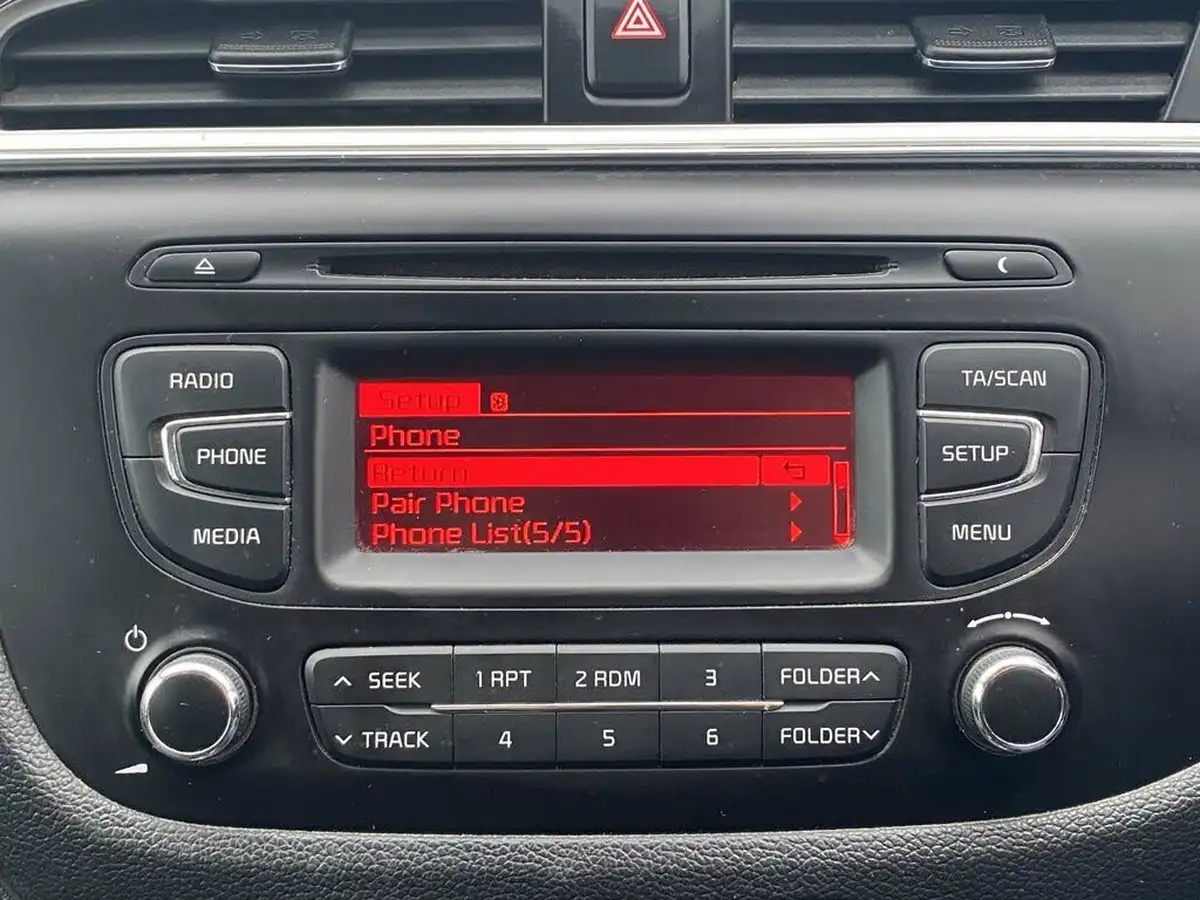 RADIO
TA/SCAN
Setup
Phone
PHONE
SETUP
Return
Pair Phone
Phone List(5/5)
MEDIA
MENU
SEEK
1 RPT
2 RDM
3
FOLDER
TRACK
4
5
6
FOLDER